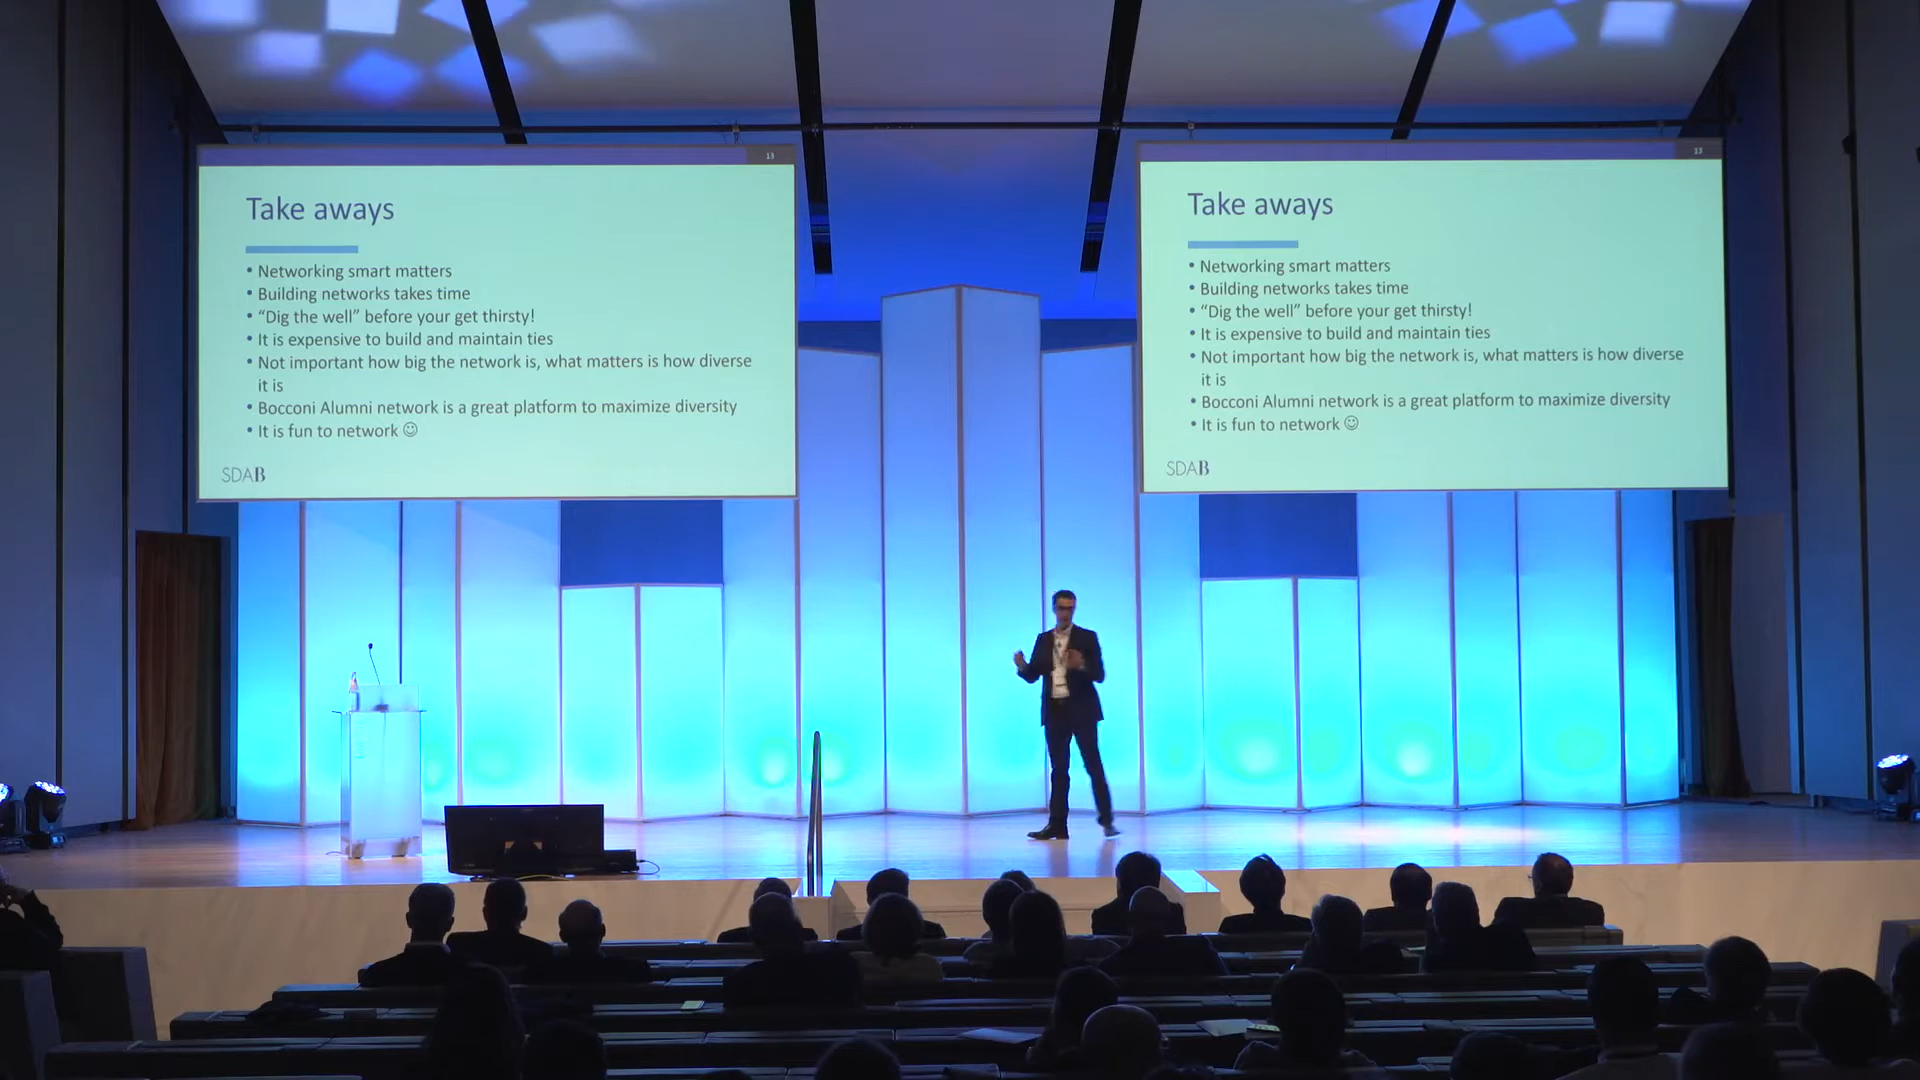 13
Take aways
• Networking smart matters
• Building networks takes time
• “Dig the well” before your get thirsty!
• It is expensive to build and maintain ties
• Not important how big the network is, what matters is how diverse
it is
• Bocconi Alumni network is a great platform to maximize diversity
• It is fun to network ☺
SDAB
13
Take aways
• Networking smart matters
• Building networks takes time
• “Dig the well” before your get thirsty!
• It is expensive to build and maintain ties
• Not important how big the network is, what matters is how diverse
it is
• Bocconi Alumni network is a great platform to maximize diversity
• It is fun to network ☺
SDAB